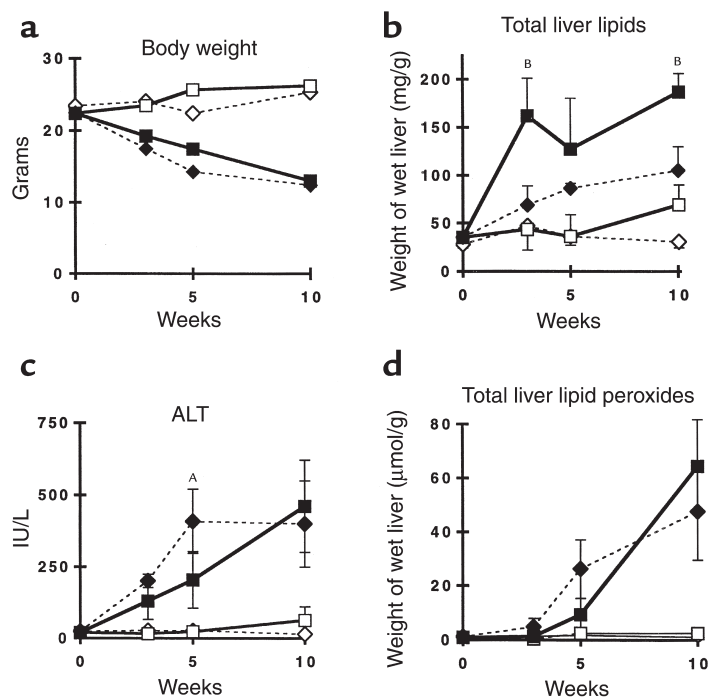 a
Body weight
30
20
10
0
Grams
0 5 10
Weeks
b
Total liver lipids
B B
200
150
100
50
0
Weight of wet liver (mg/g)
0 5 10
Weeks
c
ALT
750
500
250
0
IU/L
A
0 5 10
Weeks
d
Total liver lipid peroxides
80
60
40
20
0
Weight of wet liver (μmol/g)
0 5 10
Weeks